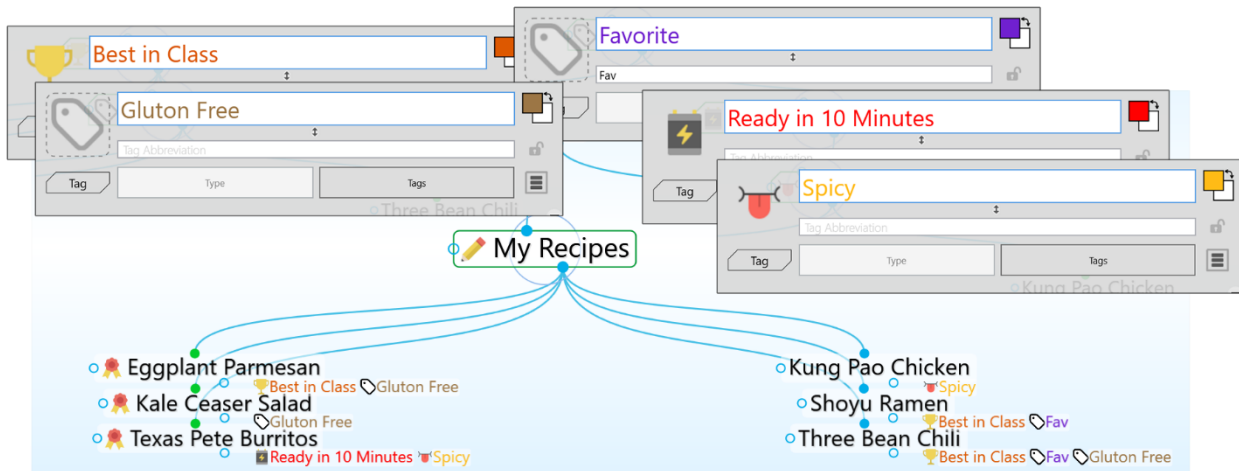 Best in Class
Favorite
Fav
Tag
Gluton Free
Tag Abbreviation
Tag
Type
Tags
Three Bean Chili
Ready in 10 Minutes
Tag Abbreviation
Tag
Spicy
Tag Abbreviation
Tag
Type
Tags
Kung Pao Chicken
My Recipes
Eggplant Parmesan
Best in Class Gluton Free
Kale Ceaser Salad
Gluton Free
Texas Pete Burritos
Ready in 10 Minutes Spicy
Kung Pao Chicken
Spicy
Shoyu Ramen
Best in Class Fav
Three Bean Chili
Best in Class Fav Gluton Free